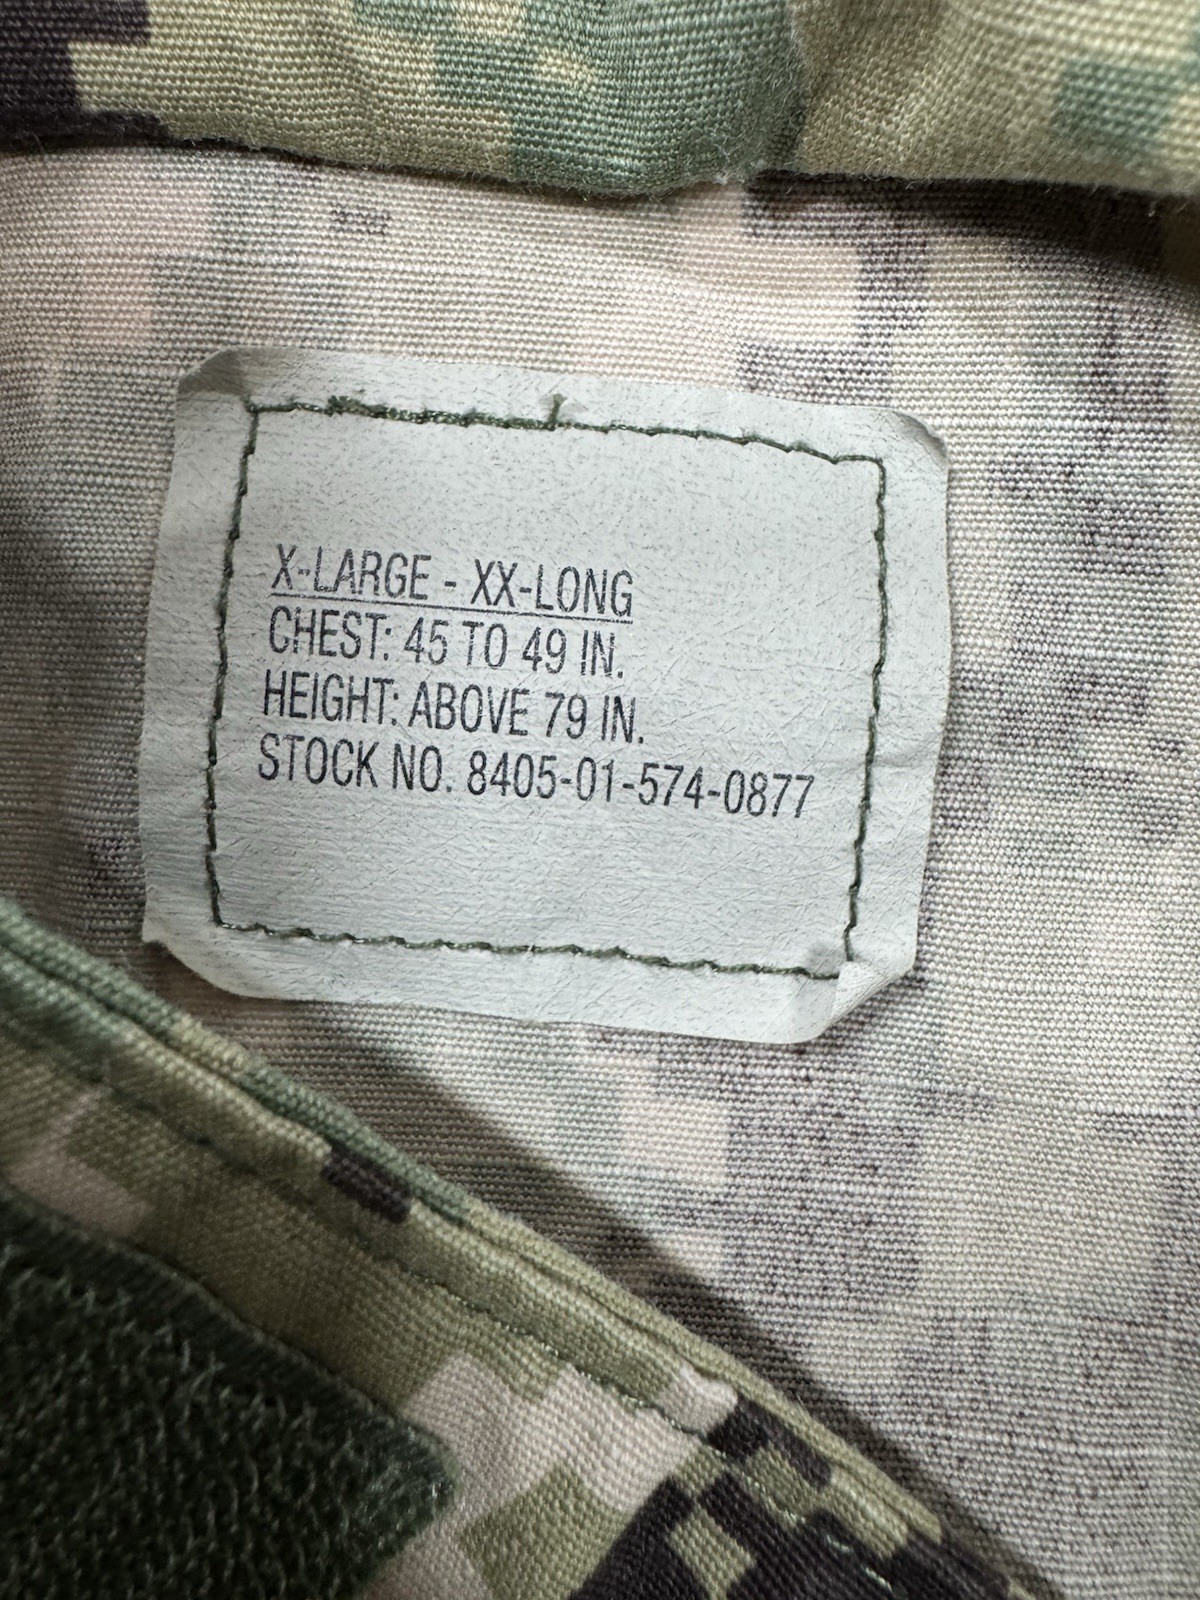 X-LARGE - XX-LONG
CHEST: 45 TO 49 IN.
HEIGHT: ABOVE 79 IN.
STOCK NO. 8405-01-574-0877